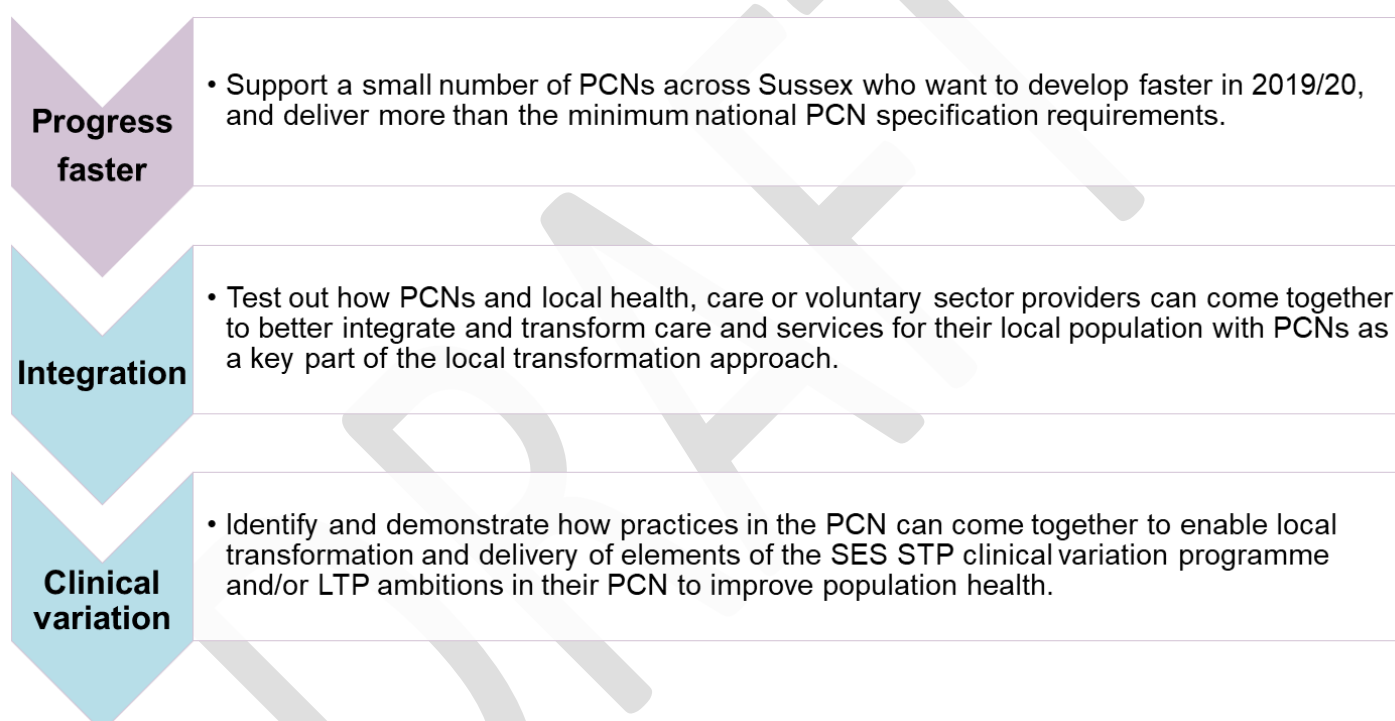 Progress
faster
• Support a small number of PCNs across Sussex who want to develop faster in 2019/20,
and deliver more than the minimum national PCN specification requirements.
Integration
• Test out how PCNs and local health, care or voluntary sector providers can come together
to better integrate and transform care and services for their local population with PCNs as
a key part of the local transformation approach.
Clinical
variation
• Identify and demonstrate how practices in the PCN can come together to enable local
transformation and delivery of elements of the SES STP clinical variation programme
and/or LTP ambitions in their PCN to improve population health.
DRAFT